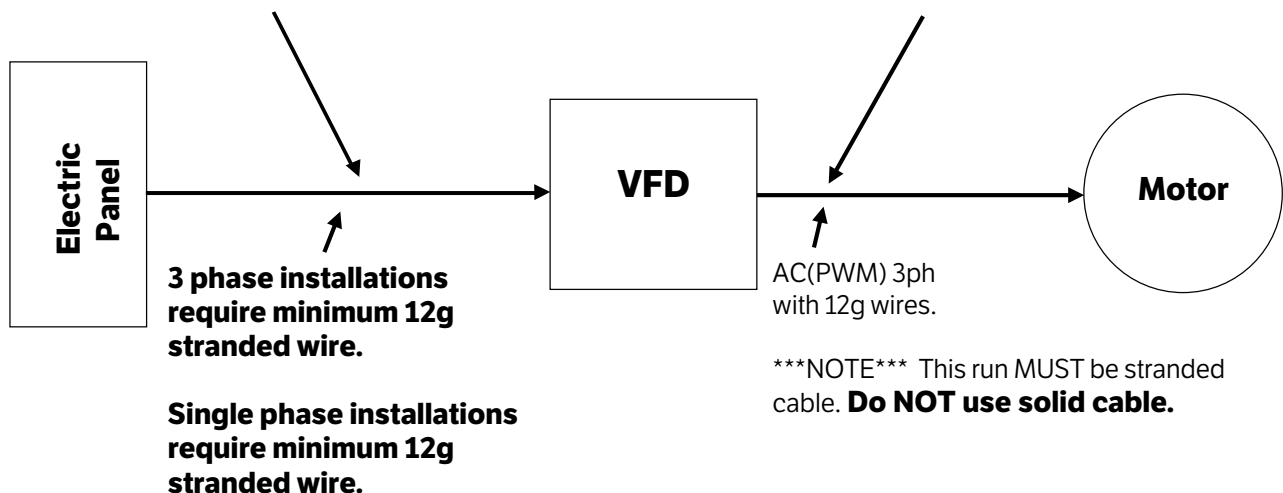 Electric
Panel
VFD
Motor
3 phase installations
require minimum 12g
stranded wire.
Single phase installations
require minimum 12g
stranded wire.
AC(PWM) 3ph
with 12g wires.
***NOTE*** This run MUST be stranded
cable. Do NOT use solid cable.